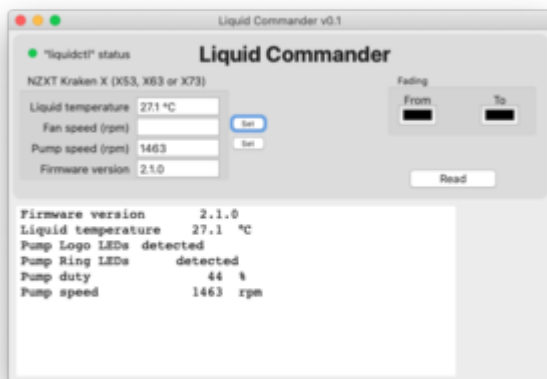 Liquid Commander v0.1
"liquidctl" status
Liquid Commander
NZXT Kraken X (X53, X63 or X73)
Fading
From To
Liquid temperature 27.1 °C
Fan speed (rpm) Set
Pump speed (rpm) 1463 Set
Firmware version 2.1.0
Read
Firmware version 2.1.0
Liquid temperature 27.1 °C
Pump Logo LEDs detected
Pump Ring LEDs detected
Pump duty 44 %
Pump speed 1463 rpm